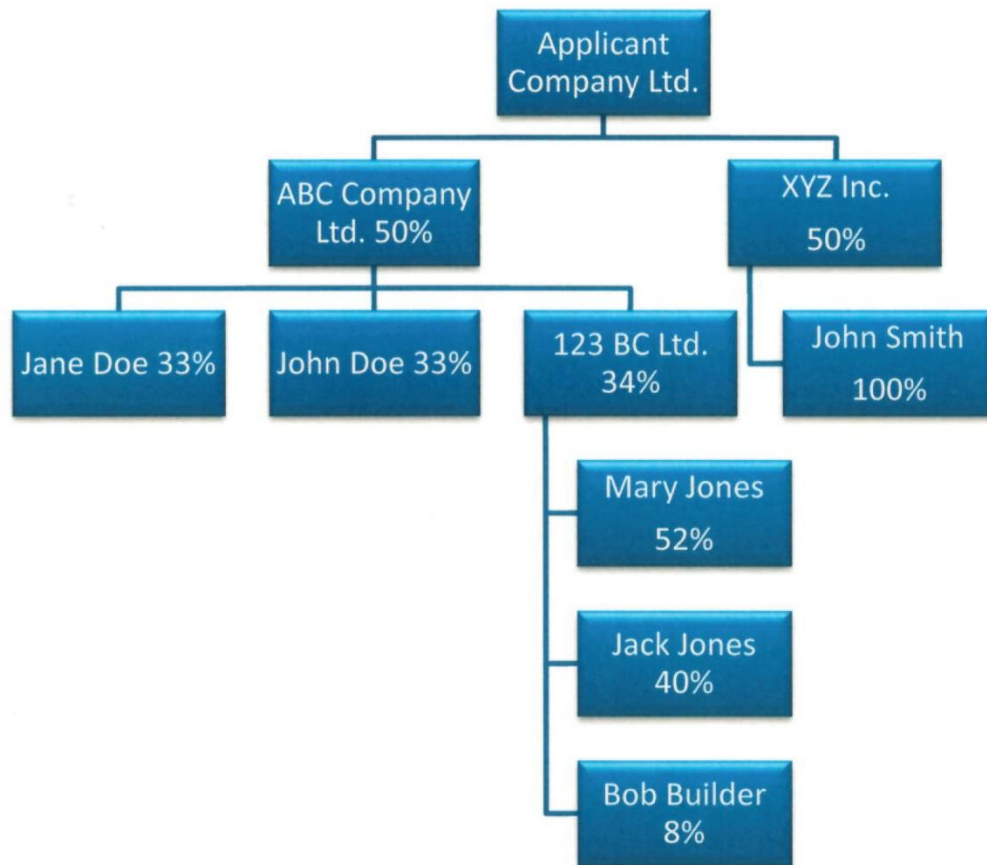 Applicant
Company Ltd.
ABC Company
Ltd. 50%
XYZ Inc.
50%
Jane Doe 33%
John Doe 33%
123 BC Ltd.
34%
John Smith
100%
Mary Jones
52%
Jack Jones
40%
Bob Builder
8%